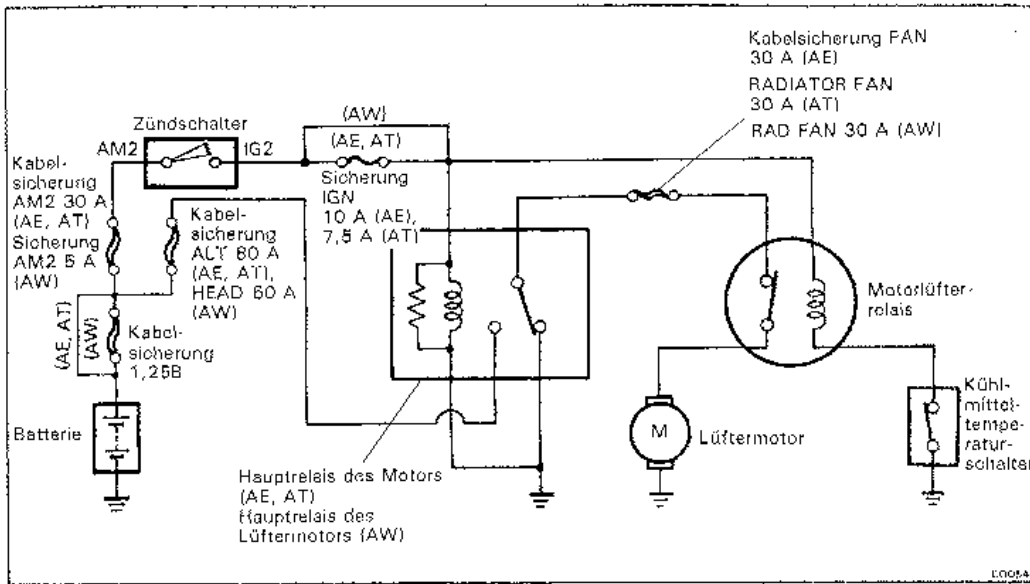 Kabelsicherung FAN
30 A (AE)
RADIATOR FAN
30 A (AT)
RAD FAN 30 A (AW)
(AW)
(AE, AT)
Zündschalter
AM2
IG2
Kabel-
sicherung
AM2 30 A
(AE, AT)
Sicherung
AM2 5 A
(AW)
Kabel-
sicherung
ALT 80 A
(AE, AT),
HEAD 60 A
(AW)
Sicherung
IGN
10 A (AE),
7,5 A (AT)
Motorlüfter-
relais
(AE, AT)
(AW)
Kabel-
sicherung
1,25B
Batterie
M
Lüftermotor
Kühl-
mittel-
tempe-
ratur-
schalter
Hauptrelais des Motors
(AE, AT)
Hauptrelais des
Lüftermotors (AW)